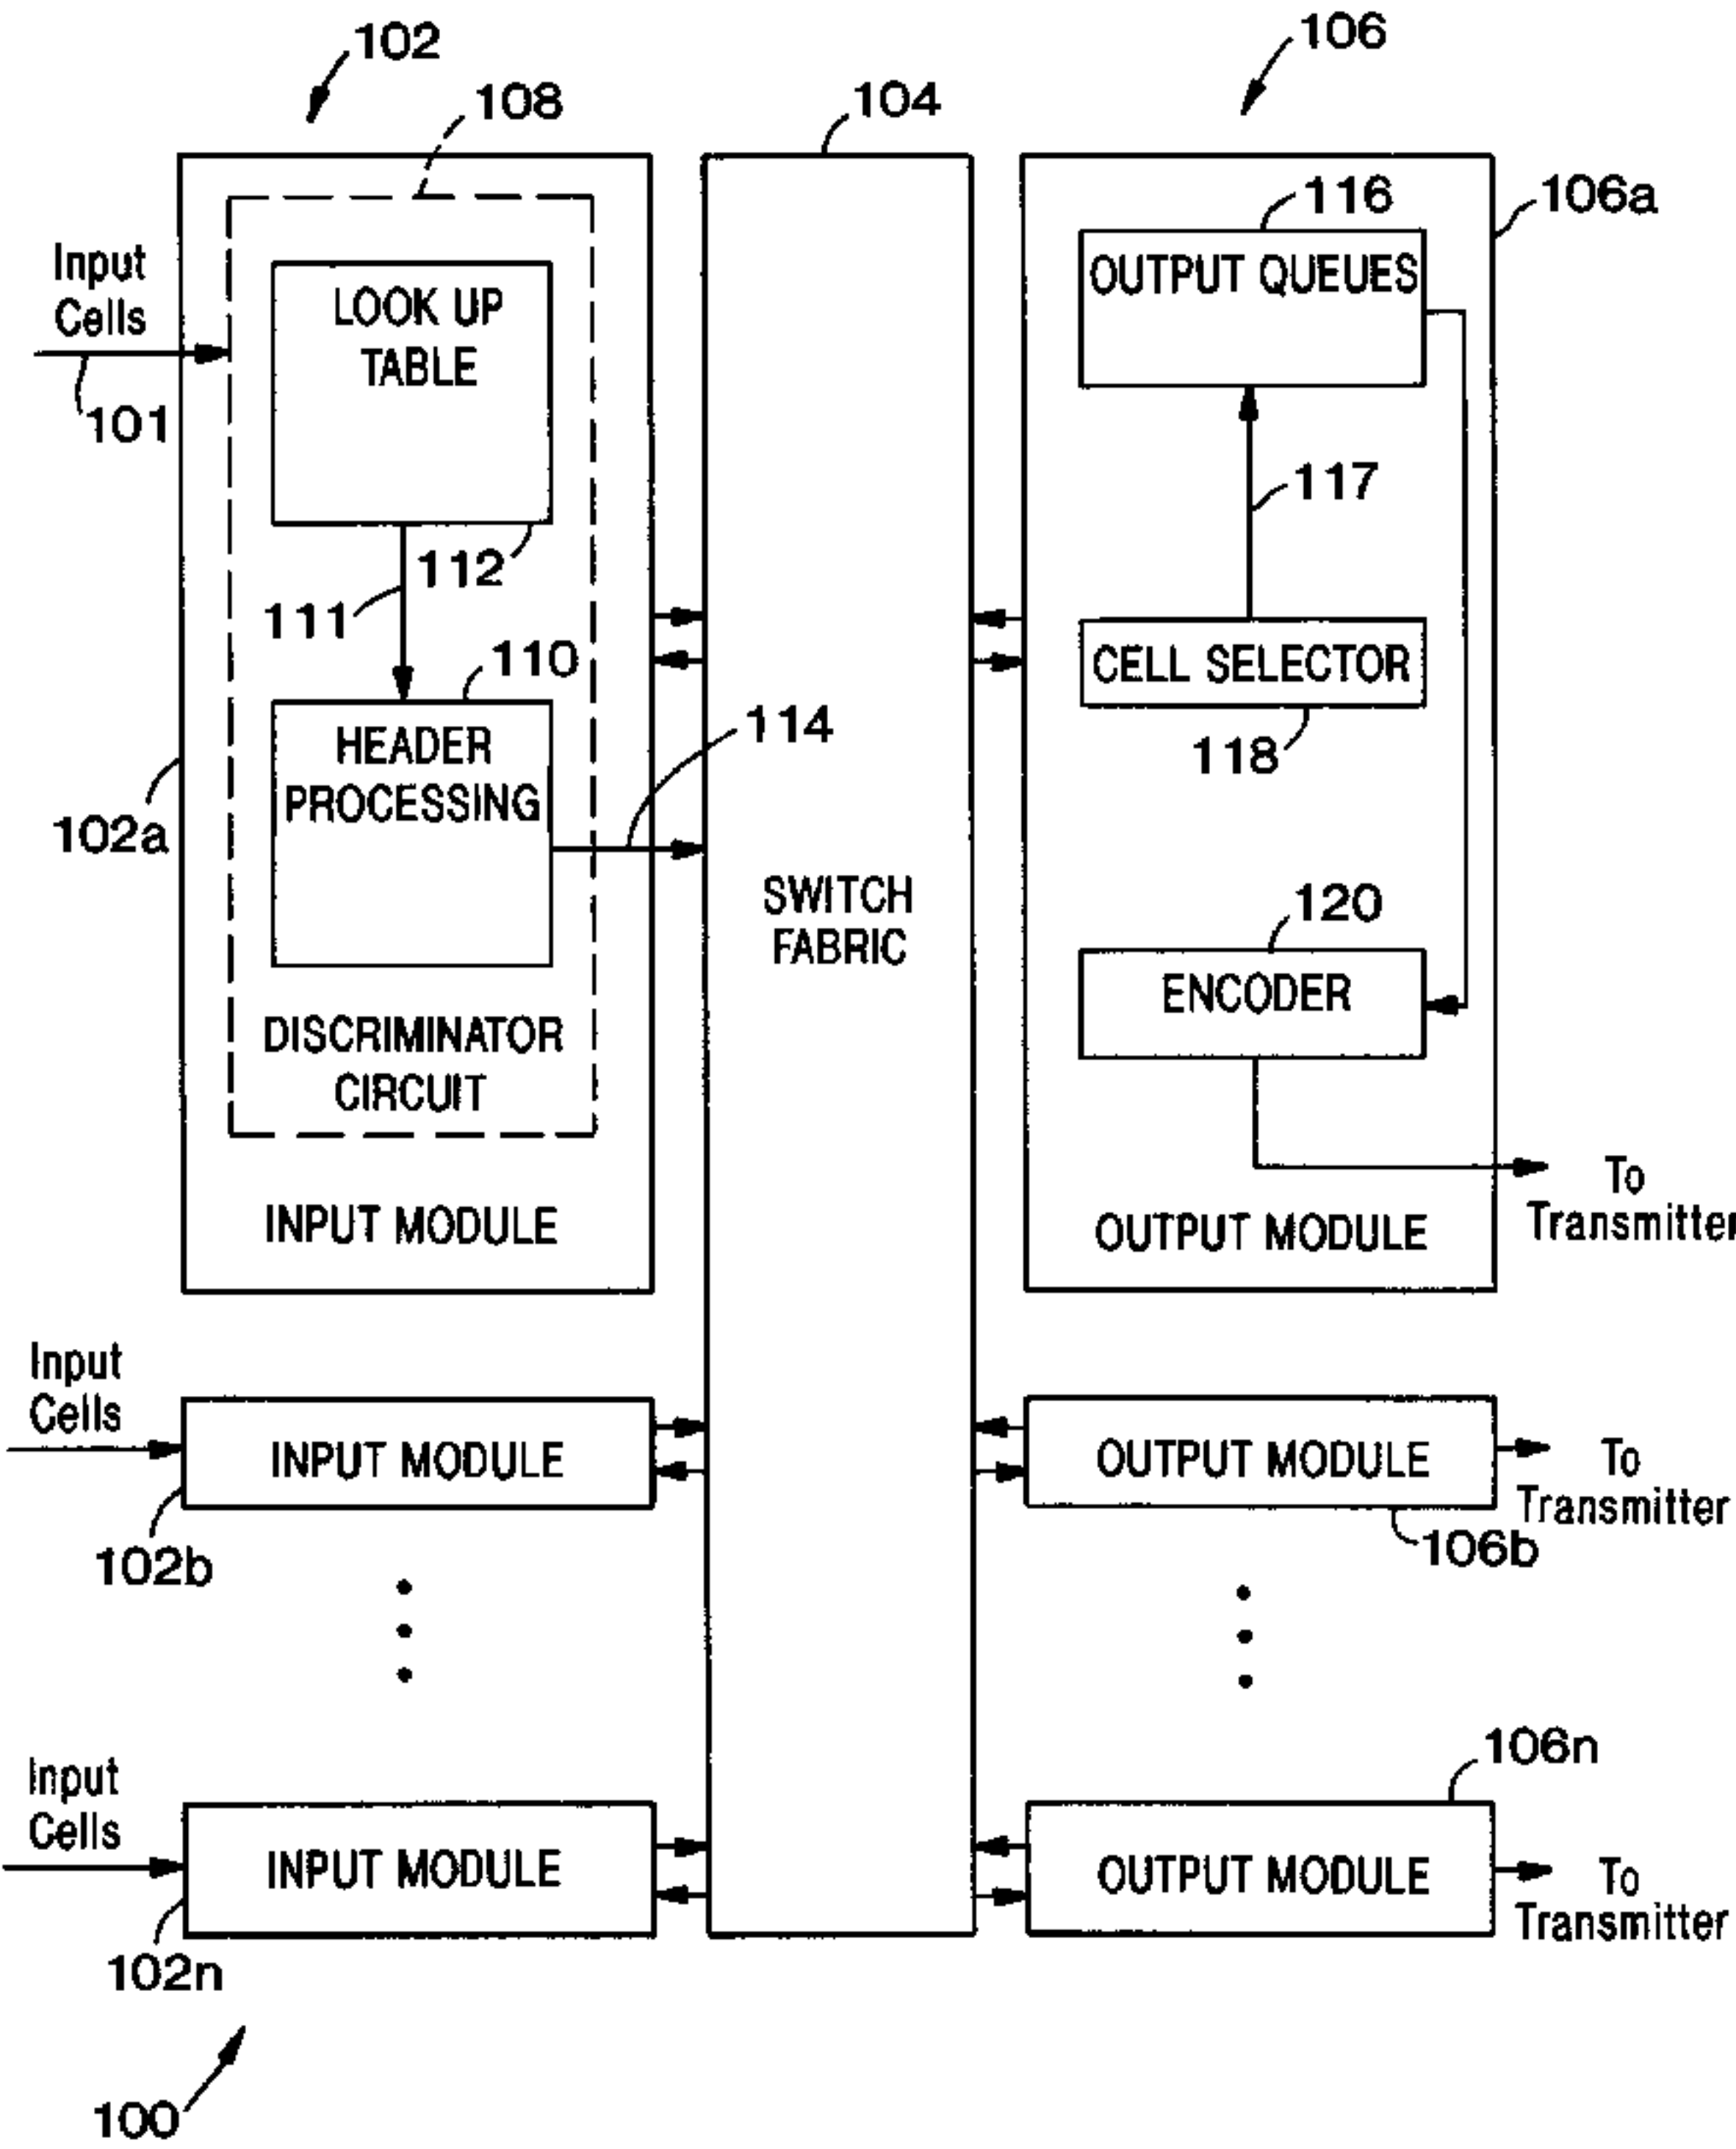 102
106
108
104
116
106a
Input
Cells
101
LOOK UP
TABLE
OUTPUT QUEUES
117
112
111
110
CELL SELECTOR
118
114
HEADER
PROCESSING
102a
SWITCH
FABRIC
120
ENCODER
DISCRIMINATOR
CIRCUIT
INPUT MODULE
OUTPUT MODULE
To
Transmitter
Input
Cells
INPUT MODULE
OUTPUT MODULE
To
Transmitter
102b
106b
106n
Input
Cells
INPUT MODULE
OUTPUT MODULE
To
Transmitter
102n
100